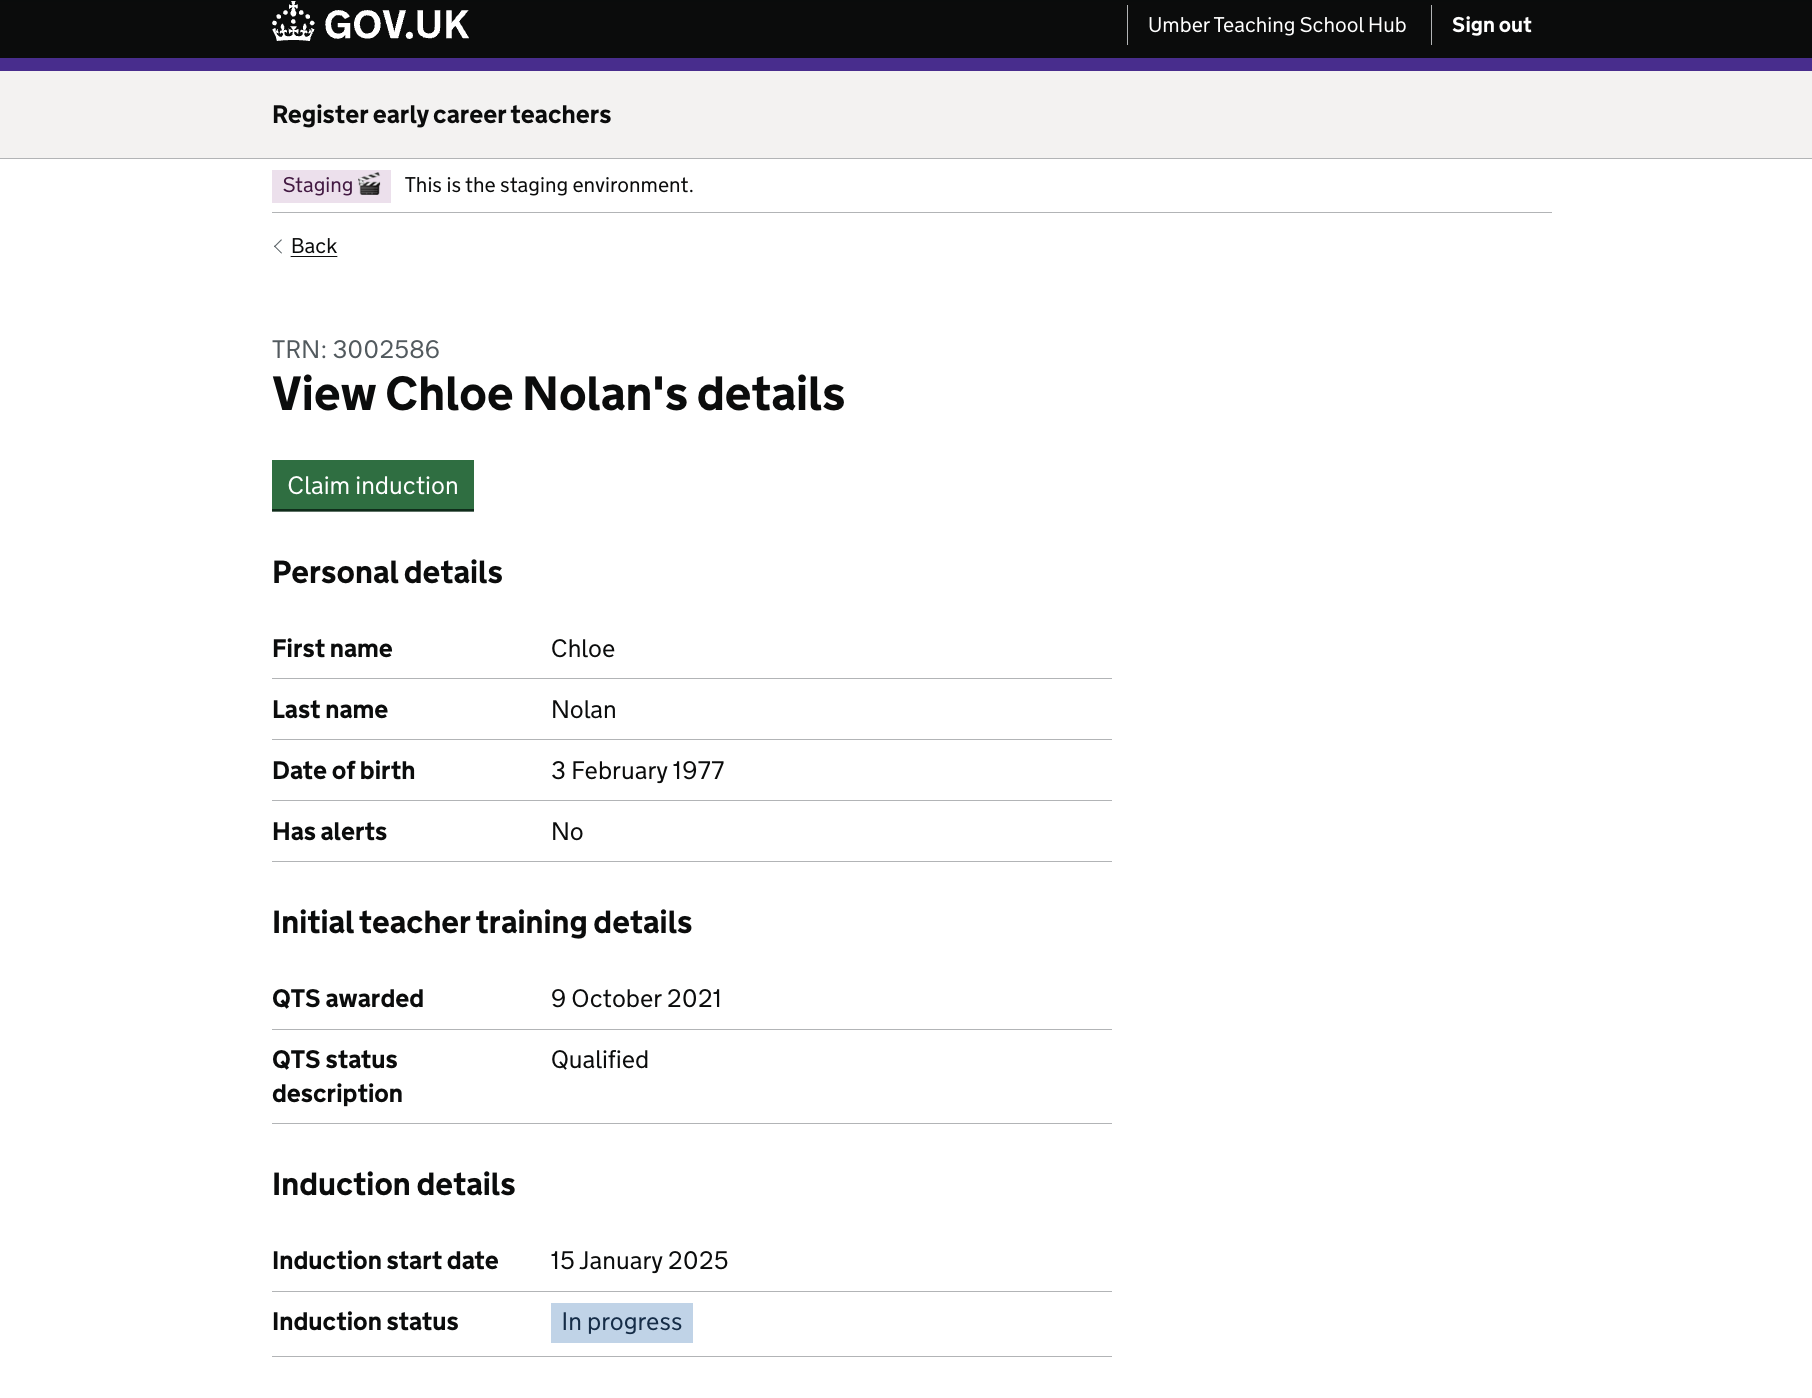 GOV.UK
Umber Teaching School Hub
Sign out
Register early career teachers
Staging 🎬 This is the staging environment.
Back
TRN: 3002586
View Chloe Nolan's details
Claim induction
Personal details
First name Chloe
Last name Nolan
Date of birth 3 February 1977
Has alerts No
Initial teacher training details
QTS awarded 9 October 2021
QTS status Qualified
description
Induction details
Induction start date 15 January 2025
Induction status In progress